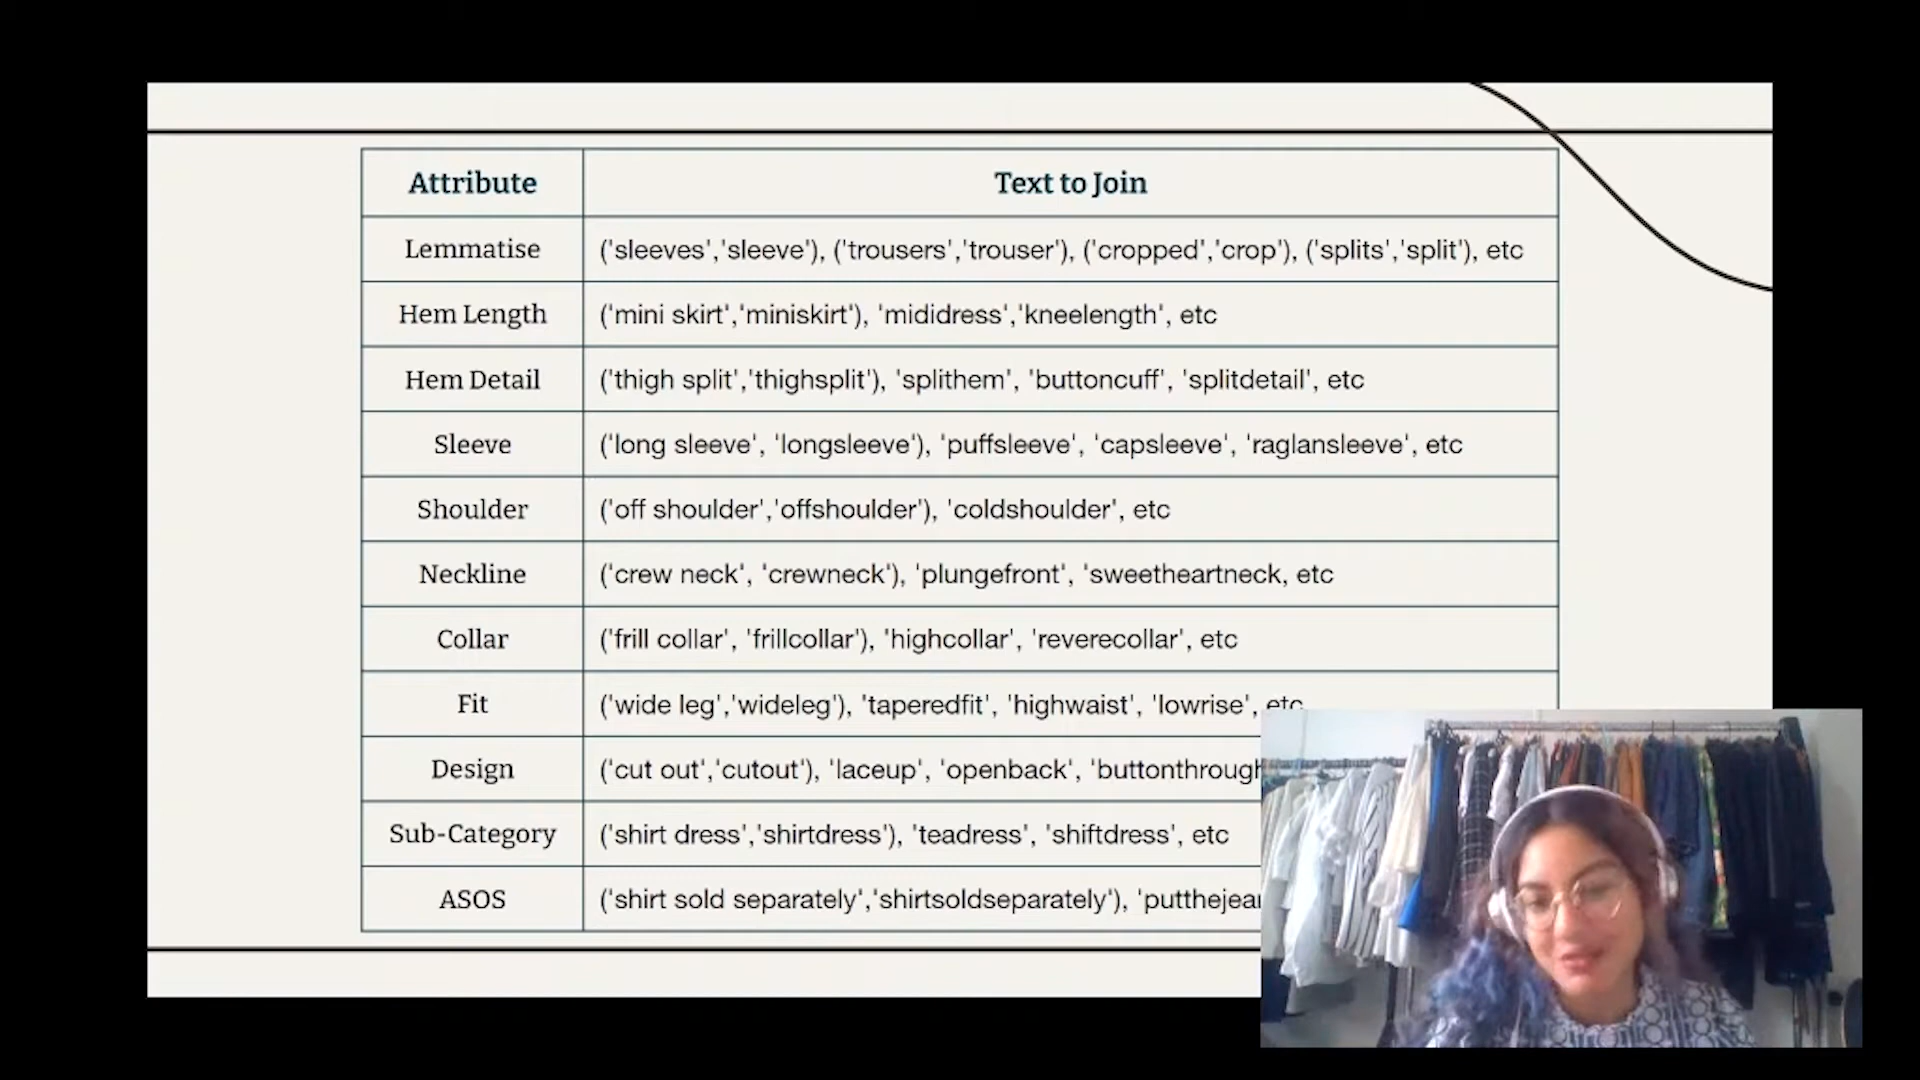 Attribute Text to Join
Lemmatise ('sleeves','sleeve'), ('trousers','trouser'), ('cropped','crop'), ('splits','split'), etc
Hem Length ('mini skirt','miniskirt'), 'mididress','kneelength', etc
Hem Detail ('thigh split','thighsplit'), 'splithem', 'buttoncuff', 'splitdetail', etc
Sleeve ('long sleeve', 'longsleeve'), 'puffsleeve', 'capsleeve', 'raglansleeve', etc
Shoulder ('off shoulder','offshoulder'), 'coldshoulder', etc
Neckline ('crew neck', 'crewneck'), 'plungefront', 'sweetheartneck, etc
Collar ('frill collar', 'frillcollar'), 'highcollar', 'reverecollar', etc
Fit ('wide leg','wideleg'), 'taperedfit', 'highwaist', 'lowrise', etc
Design ('cut out','cutout'), 'laceup', 'openback', 'buttonthrough
Sub-Category ('shirt dress','shirtdress'), 'teadress', 'shiftdress', etc
ASOS ('shirt sold separately','shirtsoldseparately'),